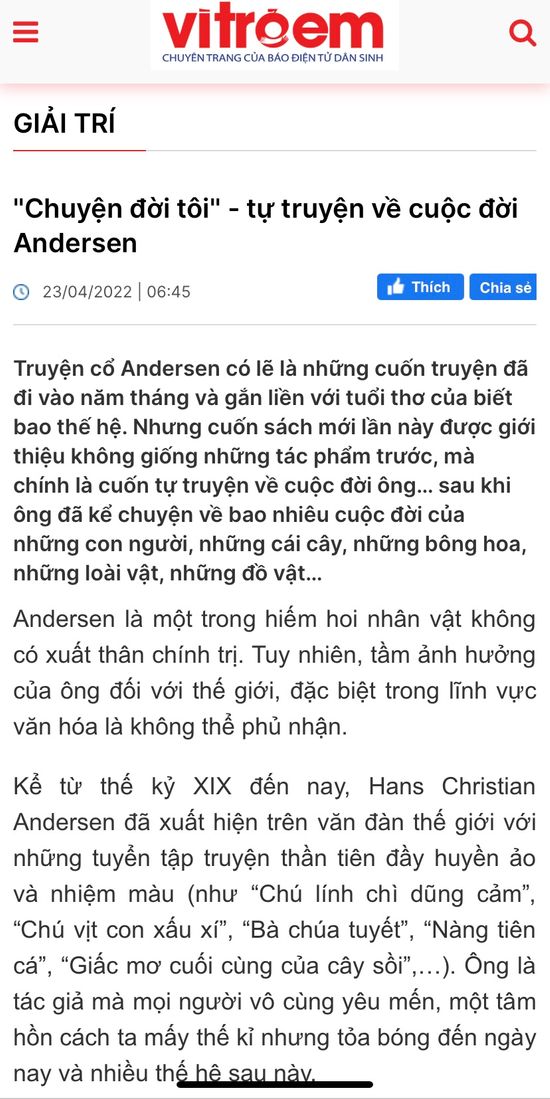 vìtrẻem
CHUYÊN TRANG CỦA BÁO ĐIỆN TỬ DÂN SINH
GIẢI TRÍ
"Chuyện đời tôi" - tự truyện về cuộc đời
Andersen
23/04/2022 | 06:45
Thích
Chia sẻ
Truyện cổ Andersen có lẽ là những cuốn truyện đã
đi vào năm tháng và gắn liền với tuổi thơ của biết
bao thế hệ. Nhưng cuốn sách mới lần này được giới
thiệu không giống những tác phẩm trước, mà
chính là cuốn tự truyện về cuộc đời ông... sau khi
ông đã kể chuyện về bao nhiêu cuộc đời của
những con người, những cái cây, những bông hoa,
những loài vật, những đồ vật...
Andersen là một trong hiếm hoi nhân vật không
có xuất thân chính trị. Tuy nhiên, tầm ảnh hưởng
của ông đối với thế giới, đặc biệt trong lĩnh vực
văn hóa là không thể phủ nhận.
Kể từ thế kỷ XIX đến nay, Hans Christian
Andersen đã xuất hiện trên văn đàn thế giới với
những tuyển tập truyện thần tiên đầy huyền ảo
và nhiệm màu (như “Chú lính chì dũng cảm”,
“Chú vịt con xấu xí”, “Bà chúa tuyết”, “Nàng tiên
cá”, “Giấc mơ cuối cùng của cây sồi”,…). Ông là
tác giả mà mọi người vô cùng yêu mến, một tâm
hồn cách ta mấy thế kỉ nhưng tỏa bóng đến ngày
nay và nhiều thế hệ sau này.